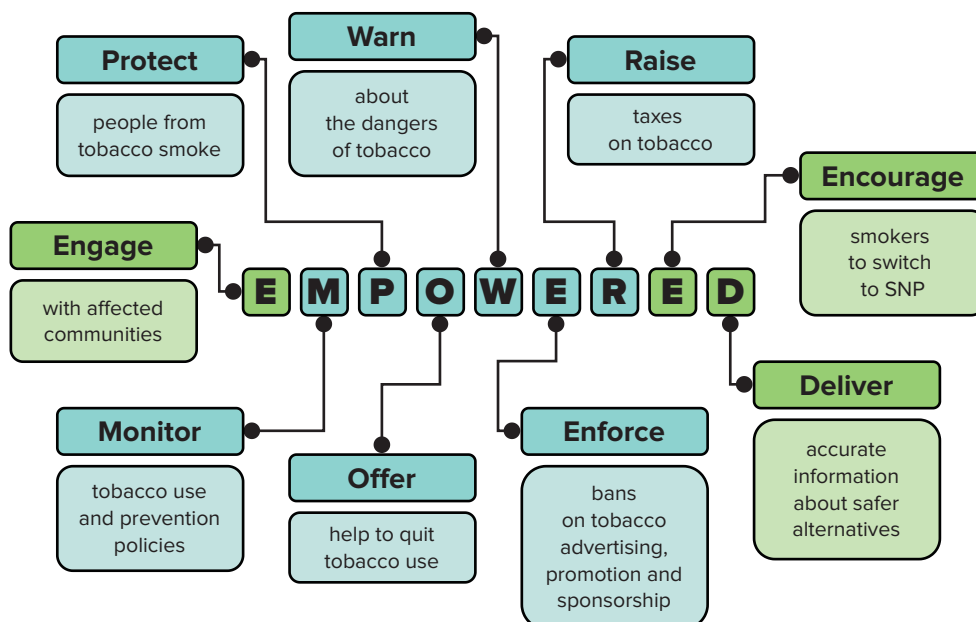 Protect
people from
tobacco smoke
Warn
about
the dangers
of tobacco
Raise
taxes
on tobacco
Encourage
smokers
to switch
to SNP
Engage
with affected
communities
EMPOWERED
Monitor
tobacco use
and prevention
policies
Offer
help to quit
tobacco use
Enforce
bans
on tobacco
advertising,
promotion and
sponsorship
Deliver
accurate
information
about safer
alternatives